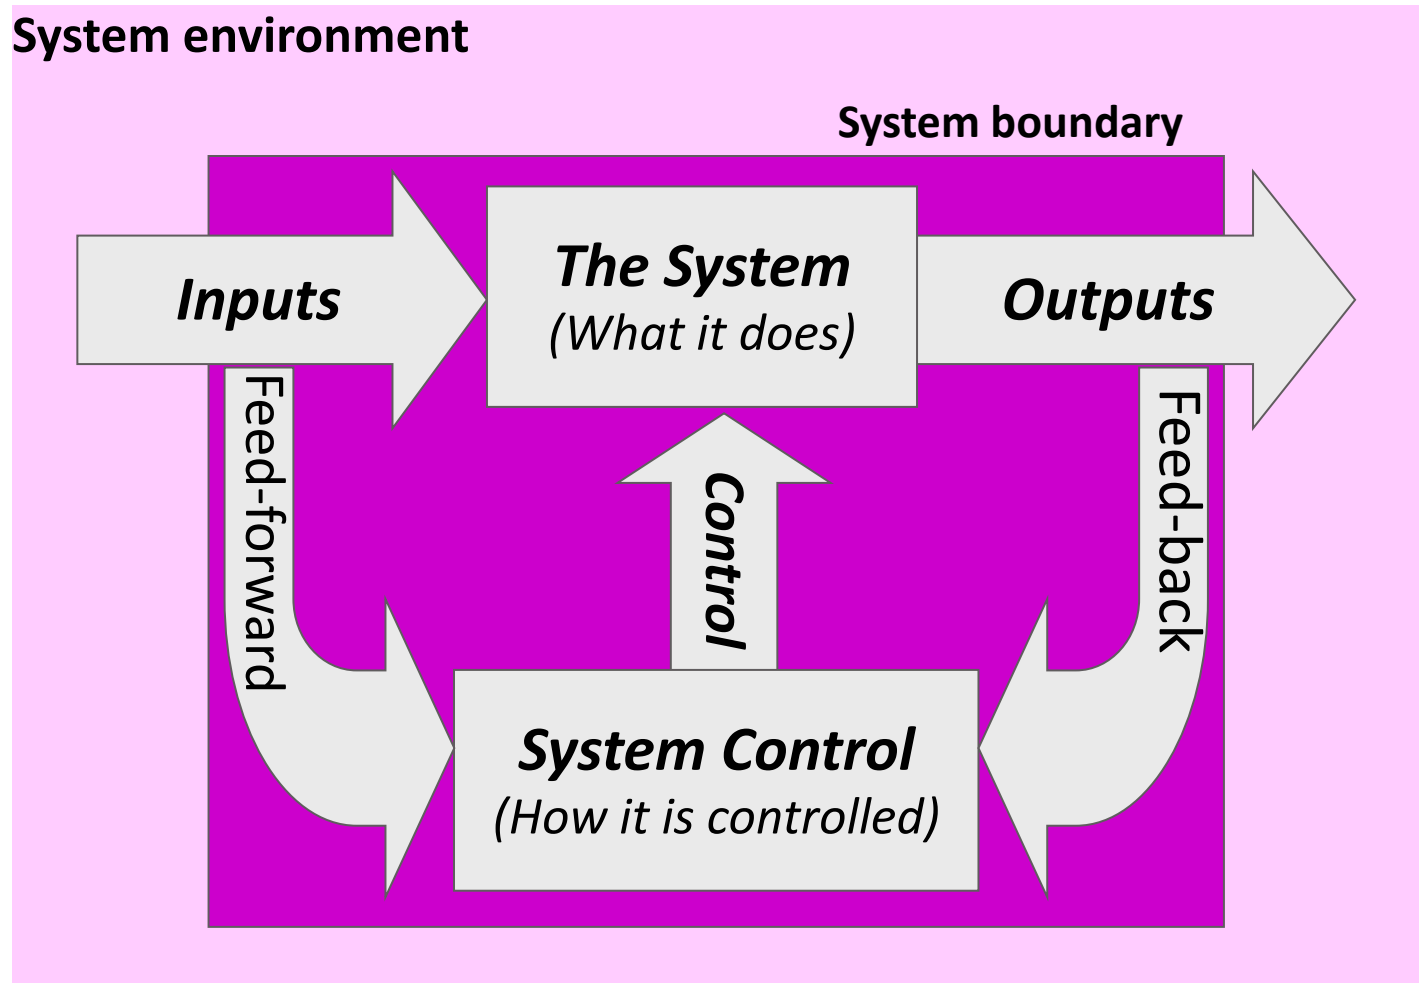 System environment
System boundary
Inputs
The System
(What it does)
Outputs
Feed-forward
Control
Feed-back
System Control
(How it is controlled)